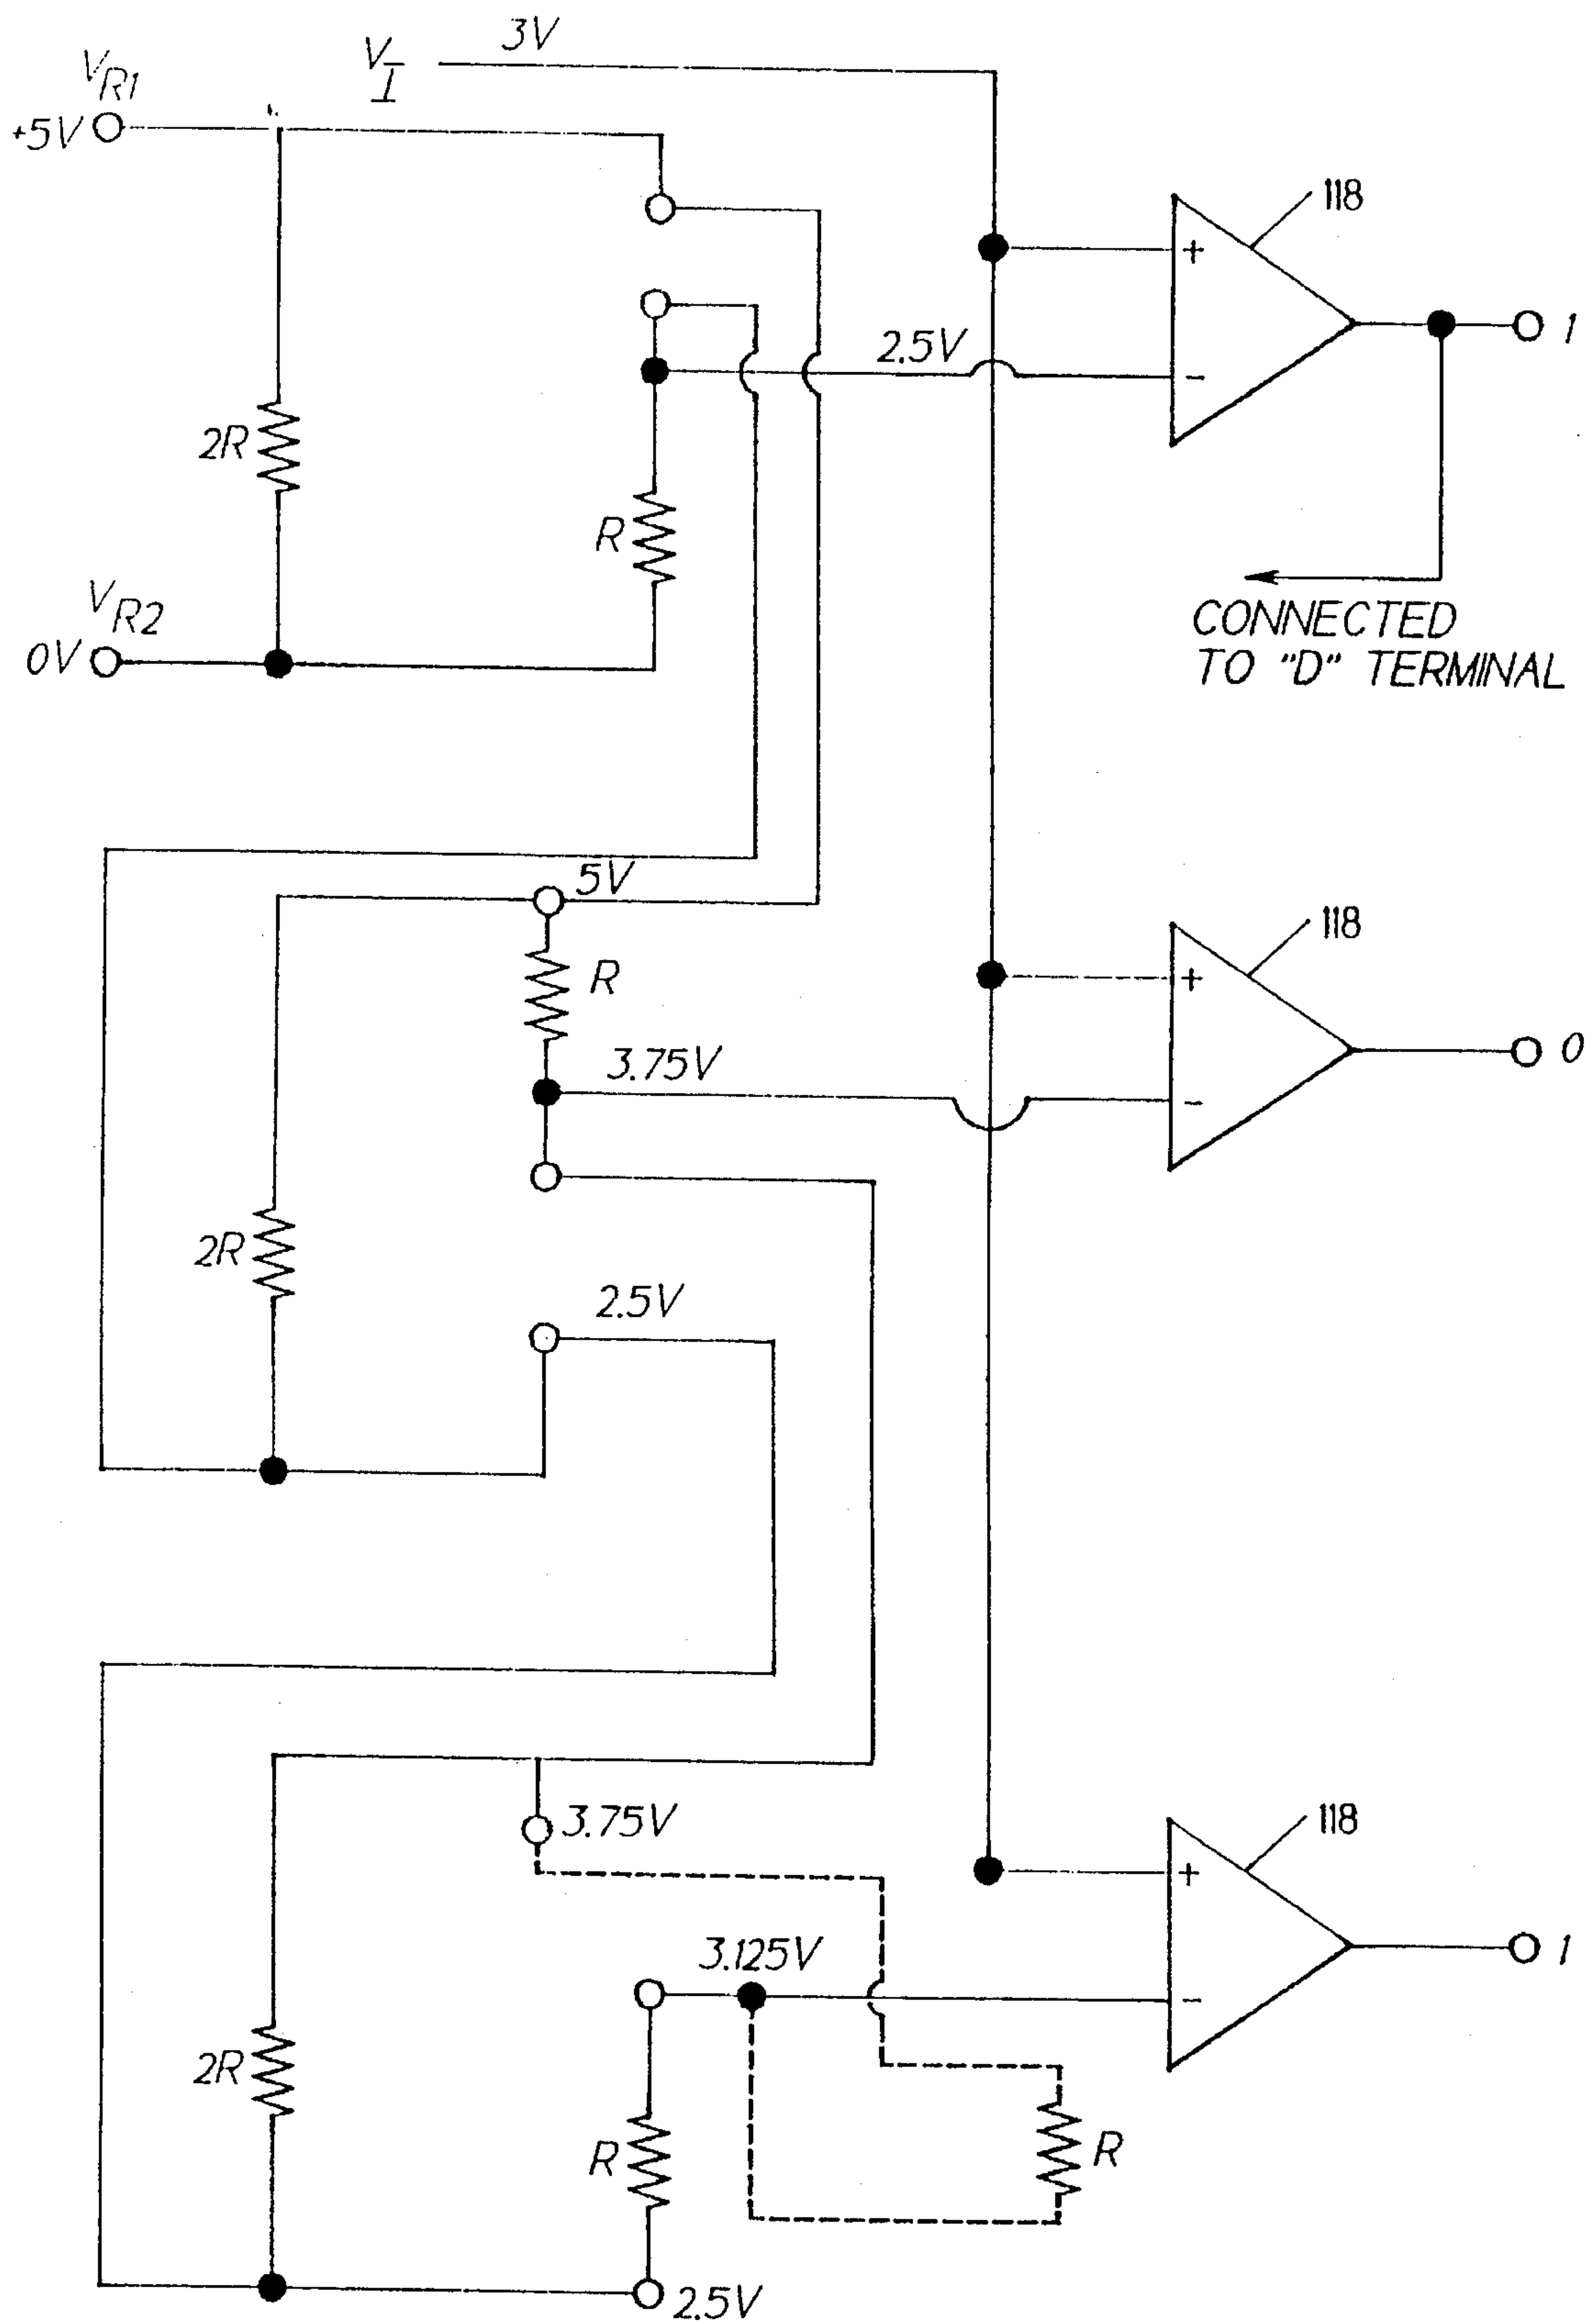 3V
V_I
V_R1
+5V
118
+
1
2.5V
-
2R
R
V_R2
0V
CONNECTED
TO "D" TERMINAL
5V
118
R
+
3.75V
0
-
2R
2.5V
3.75V
118
+
3.125V
1
-
2R
R
R
2.5V